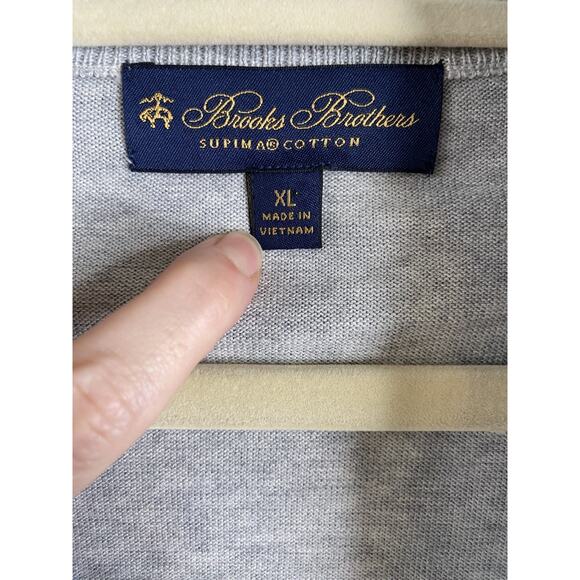 Brooks Brothers
SUPIMA® COTTON
XL
MADE IN
VIETNAM